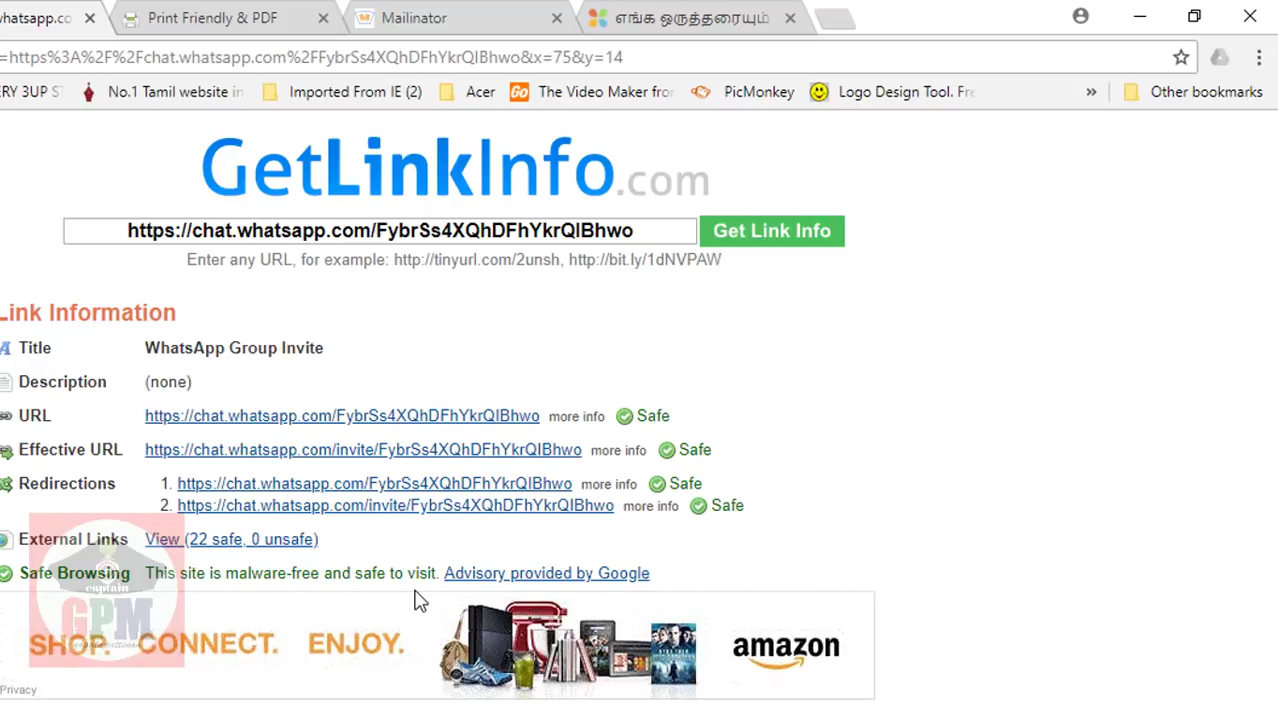 whatsapp.co
Print Friendly & PDF
Mailinator
எங்க ஒருத்தரையும்
=https%3A%2F%2Fchat.whatsapp.com%2FFybrSs4XQhDFhYkrQIBhwo&x=75&y=14
ERY 3UP ST
No.1 Tamil website in
Imported From IE (2)
Acer
Go
The Video Maker from
PicMonkey
Logo Design Tool. Fre
»
Other bookmarks
GetLinkInfo.com
https://chat.whatsapp.com/FybrSs4XQhDFhYkrQIBhwo
Get Link Info
Enter any URL, for example: http://tinyurl.com/2unsh, http://bit.ly/1dNVPAW
Link Information
Title WhatsApp Group Invite
Description (none)
URL https://chat.whatsapp.com/FybrSs4XQhDFhYkrQIBhwo more info Safe
Effective URL https://chat.whatsapp.com/invite/FybrSs4XQhDFhYkrQIBhwo more info Safe
Redirections 1. https://chat.whatsapp.com/FybrSs4XQhDFhYkrQIBhwo more info Safe
2. https://chat.whatsapp.com/invite/FybrSs4XQhDFhYkrQIBhwo more info Safe
External Links View (22 safe, 0 unsafe)
Safe Browsing This site is malware-free and safe to visit. Advisory provided by Google
captain
GPM
SHOP. CONNECT. ENJOY.
amazon
Privacy